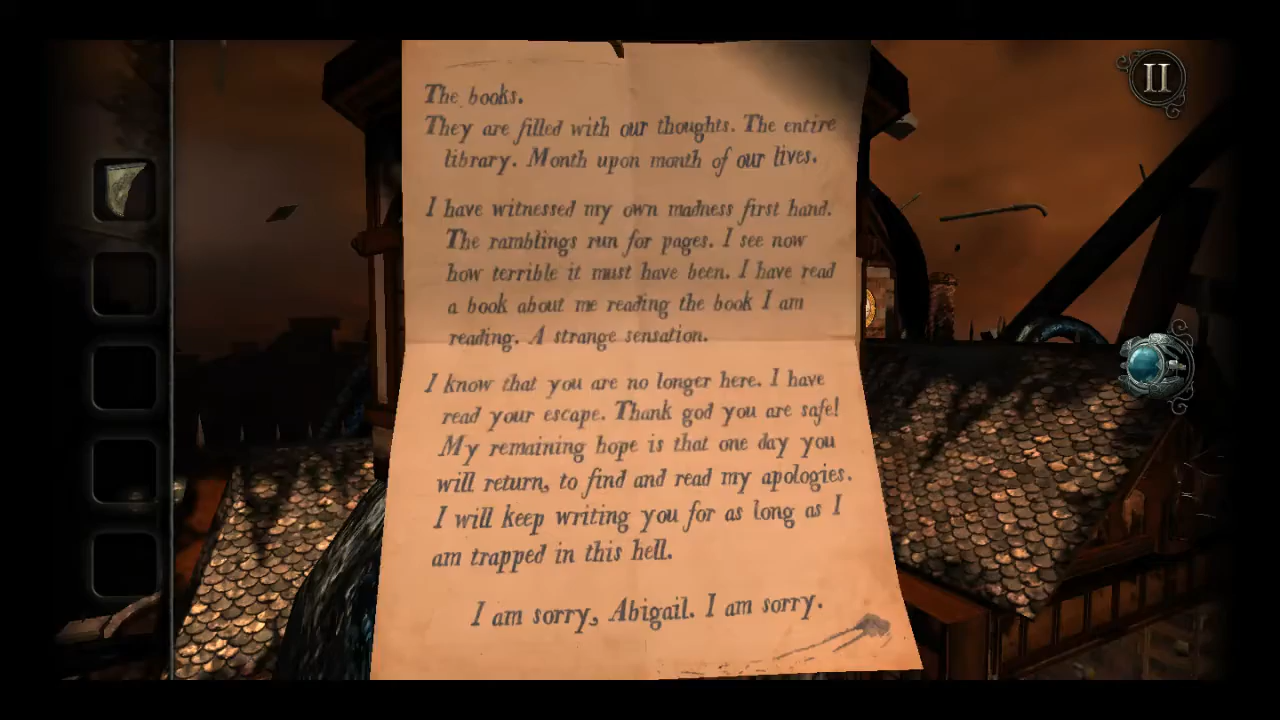 The books.
They are filled with our thoughts. The entire
library. Month upon month of our lives.
I have witnessed my own madness first hand.
The ramblings run for pages. I see now
how terrible it must have been. I have read
a book about me reading the book I am
reading. A strange sensation.
I know that you are no longer here. I have
read your escape. Thank god you are safe!
My remaining hope is that one day you
will return, to find and read my apologies.
I will keep writing you for as long as I
am trapped in this hell.
I am sorry, Abigail. I am sorry.